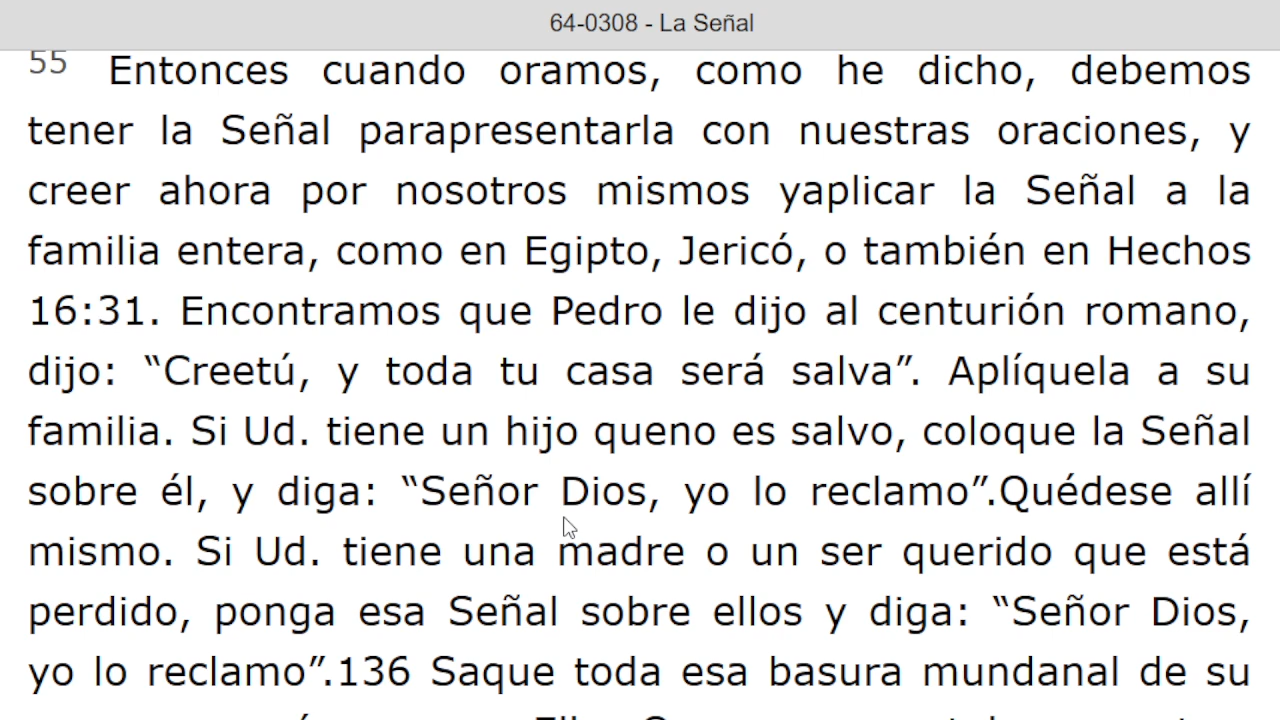 64-0308 - La Señal
55 Entonces cuando oramos, como he dicho, debemos
tener la Señal parapresentarla con nuestras oraciones, y
creer ahora por nosotros mismos yaplicar la Señal a la
familia entera, como en Egipto, Jericó, o también en Hechos
16:31. Encontramos que Pedro le dijo al centurión romano,
dijo: “Creetú, y toda tu casa será salva”. Aplíquela a su
familia. Si Ud. tiene un hijo queno es salvo, coloque la Señal
sobre él, y diga: “Señor Dios, yo lo reclamo”.Quédese allí
mismo. Si Ud. tiene una madre o un ser querido que está
perdido, ponga esa Señal sobre ellos y diga: “Señor Dios,
yo lo reclamo”.136 Saque toda esa basura mundanal de su